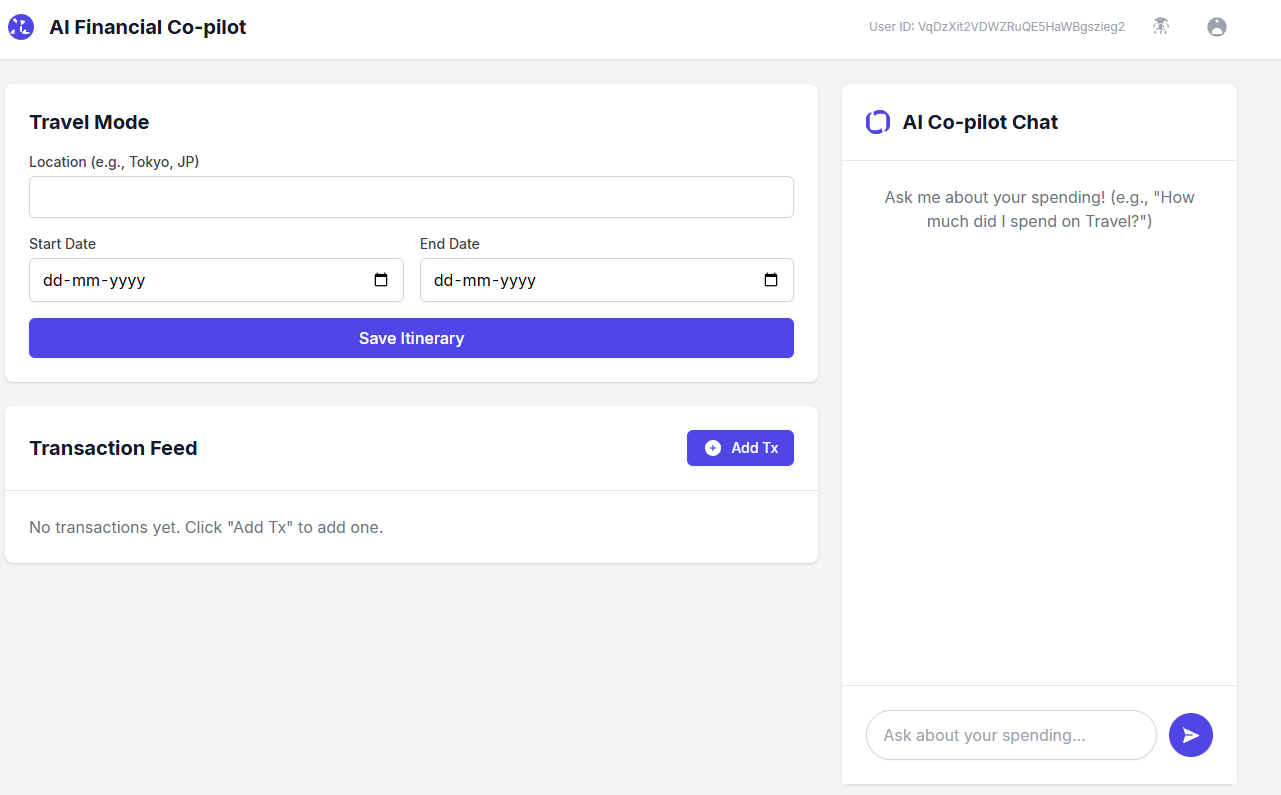 AI Financial Co-pilot
User ID: VqDzXit2VDWZRuQE5HaWBgszieg2
Travel Mode
Location (e.g., Tokyo, JP)
Start Date
End Date
dd-mm-yyyy
dd-mm-yyyy
Save Itinerary
Transaction Feed
Add Tx
No transactions yet. Click "Add Tx" to add one.
AI Co-pilot Chat
Ask me about your spending! (e.g., "How
much did I spend on Travel?")
Ask about your spending...